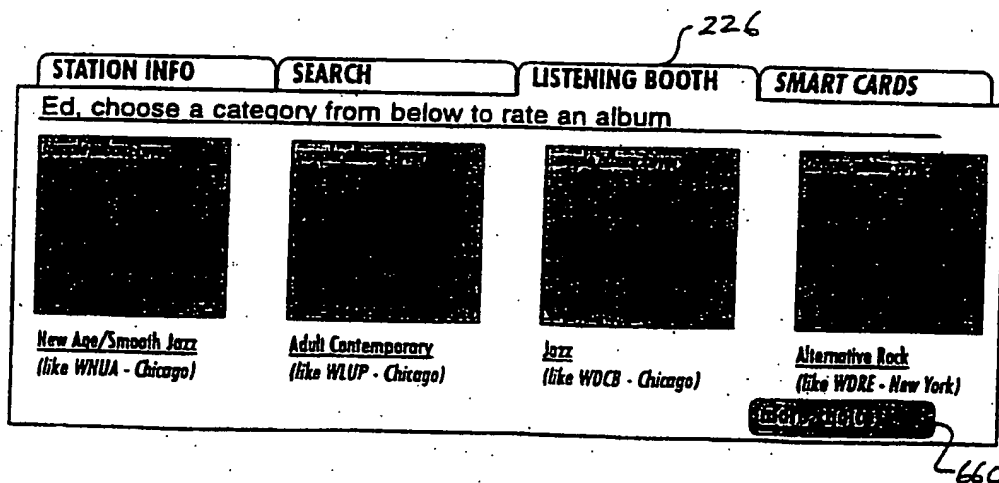 226
STATION INFO
SEARCH
LISTENING BOOTH
SMART CARDS
Ed, choose a category from below to rate an album
New Age/Smooth Jazz
(like WNUA - Chicago)
Adult Contemporary
(like WLUP - Chicago)
Jazz
(like WDCB - Chicago)
Alternative Rock
(like WDRE - New York)